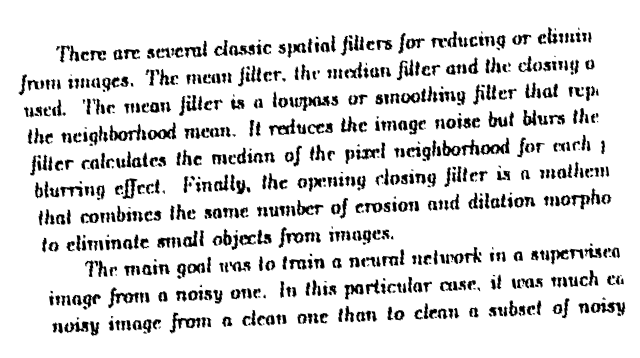 There are several classic spatial filters for reducing or elimin
from images. The mean filter, the median filter and the closing o
used. The mean filter is a lowpass or smoothing filter that rep
the neighborhood mean. It reduces the image noise but blurs the
filter calculates the median of the pixel neighborhood for each p
blurring effect. Finally, the opening closing filter is a mathem
that combines the same number of erosion and dilation morpho
to eliminate small objects from images.
The main goal was to train a neural network in a supervised
image from a noisy one. In this particular case, it was much ea
noisy image from a clean one than to clean a subset of noisy